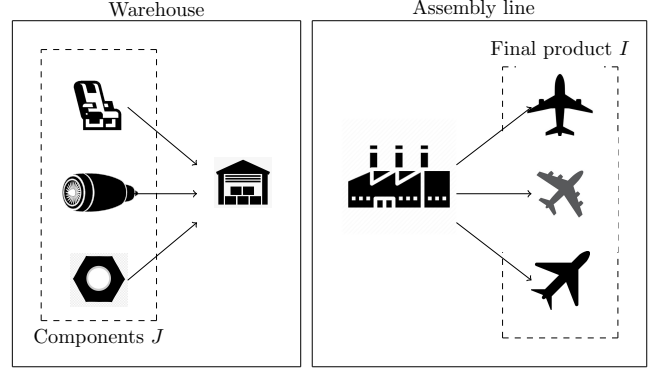 Warehouse
Components J
Assembly line
Final product I